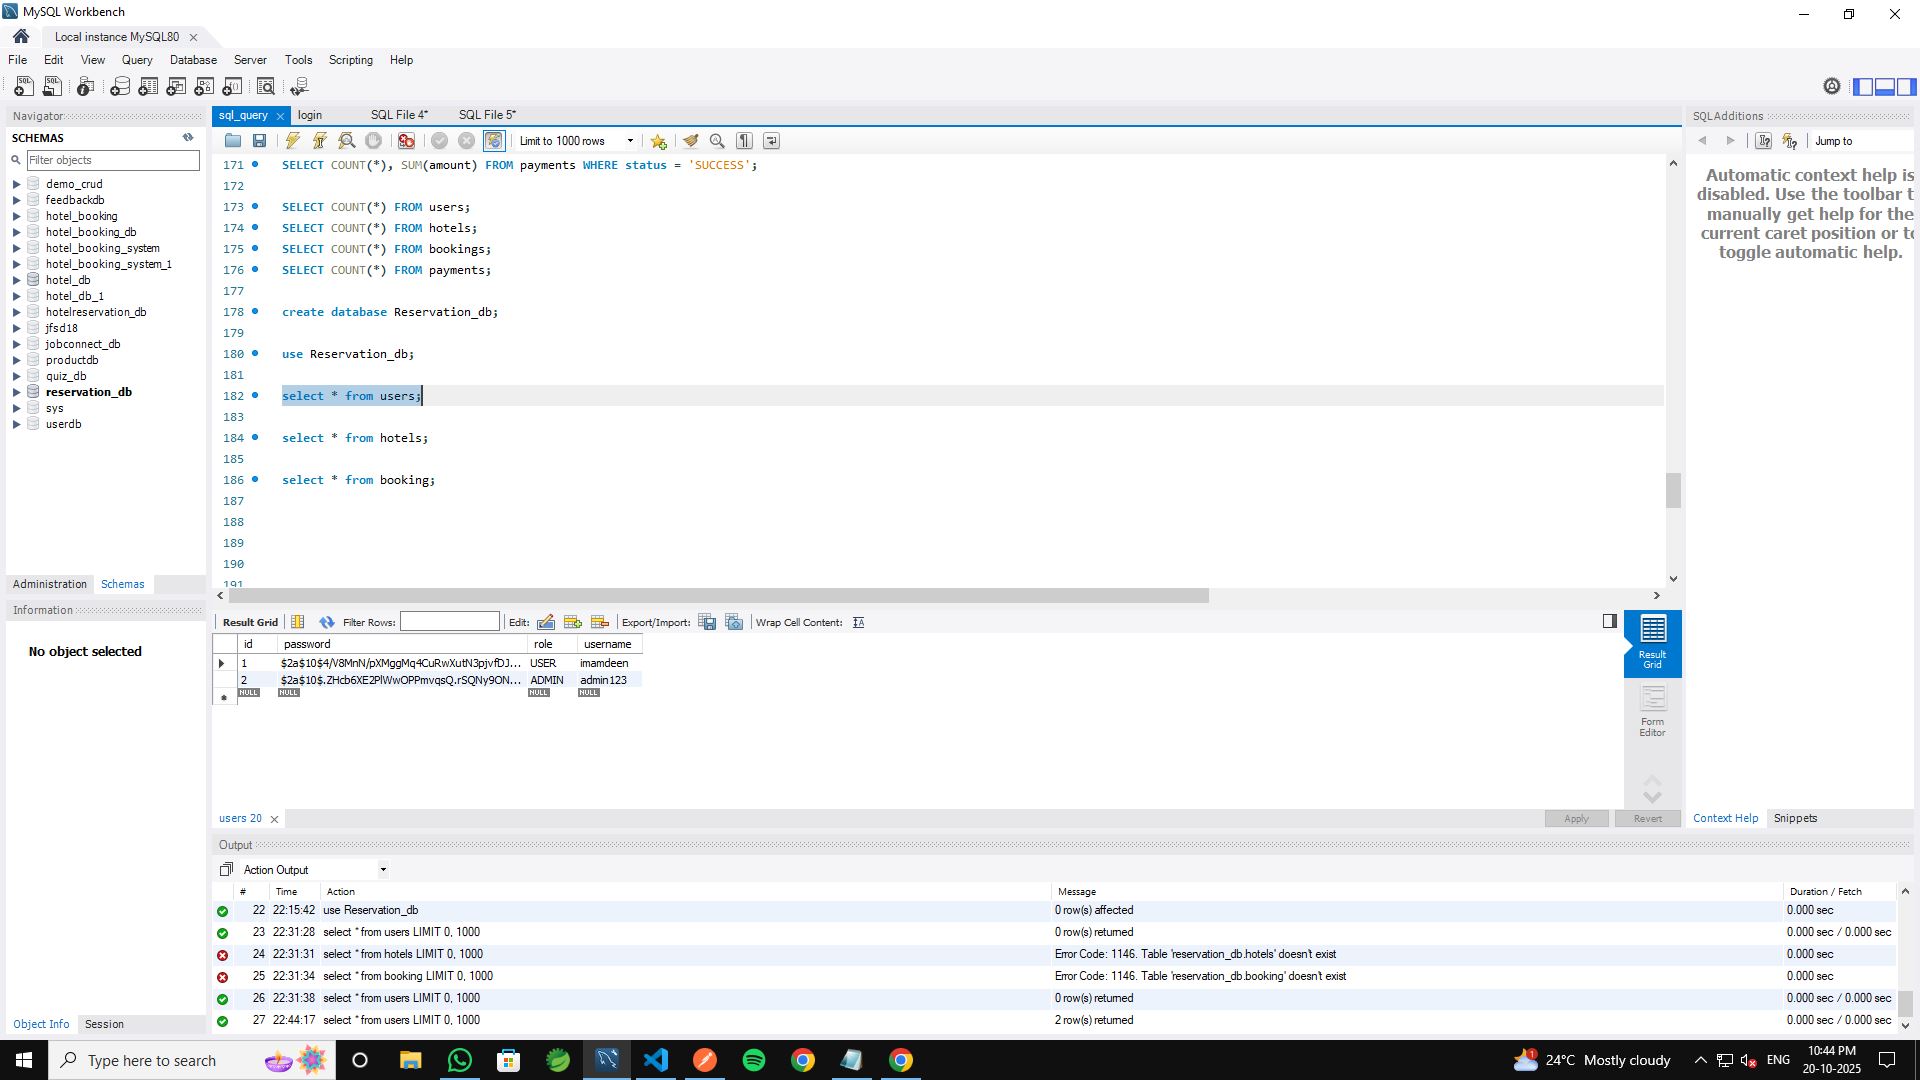 MySQL Workbench
Local instance MySQL80
File Edit View Query Database Server Tools Scripting Help
Navigator
SCHEMAS
Filter objects
demo_crud
feedbackdb
hotel_booking
hotel_booking_db
hotel_booking_system
hotel_booking_system_1
hotel_db
hotel_db_1
hotelreservation_db
jfsd18
jobconnect_db
productdb
quiz_db
reservation_db
sys
userdb
Administration Schemas
Information
No object selected
Object Info Session
sql_query login SQL File 4* SQL File 5*
Limit to 1000 rows
171 SELECT COUNT(*), SUM(amount) FROM payments WHERE status = 'SUCCESS';
172
173 SELECT COUNT(*) FROM users;
174 SELECT COUNT(*) FROM hotels;
175 SELECT COUNT(*) FROM bookings;
176 SELECT COUNT(*) FROM payments;
177
178 create database Reservation_db;
179
180 use Reservation_db;
181
182 select * from users;
183
184 select * from hotels;
185
186 select * from booking;
187
188
189
190
191
Result Grid Filter Rows: Edit: Export/Import: Wrap Cell Content:
id password role username
1 $2a$10$4/V8MnN/pXMggMq4CuRwXutN3pjvfDJ... USER imamdeen
2 $2a$10$.ZHcb6XE2PlWwOPPmvqsQ.rSQNy9ON... ADMIN admin123
NULL NULL NULL NULL
Result
Grid
Form
Editor
users 20
Apply Revert
SQLAdditions
Jump to
Automatic context help is
disabled. Use the toolbar t
manually get help for the
current caret position or to
toggle automatic help.
Context Help Snippets
Output
Action Output
# Time Action Message Duration / Fetch
22 22:15:42 use Reservation_db 0 row(s) affected 0.000 sec
23 22:31:28 select * from users LIMIT 0, 1000 0 row(s) returned 0.000 sec / 0.000 sec
24 22:31:31 select * from hotels LIMIT 0, 1000 Error Code: 1146. Table 'reservation_db.hotels' doesn't exist 0.000 sec
25 22:31:34 select * from booking LIMIT 0, 1000 Error Code: 1146. Table 'reservation_db.booking' doesn't exist 0.000 sec
26 22:31:38 select * from users LIMIT 0, 1000 0 row(s) returned 0.000 sec / 0.000 sec
27 22:44:17 select * from users LIMIT 0, 1000 2 row(s) returned 0.000 sec / 0.000 sec
Type here to search
24°C Mostly cloudy
ENG
10:44 PM
20-10-2025